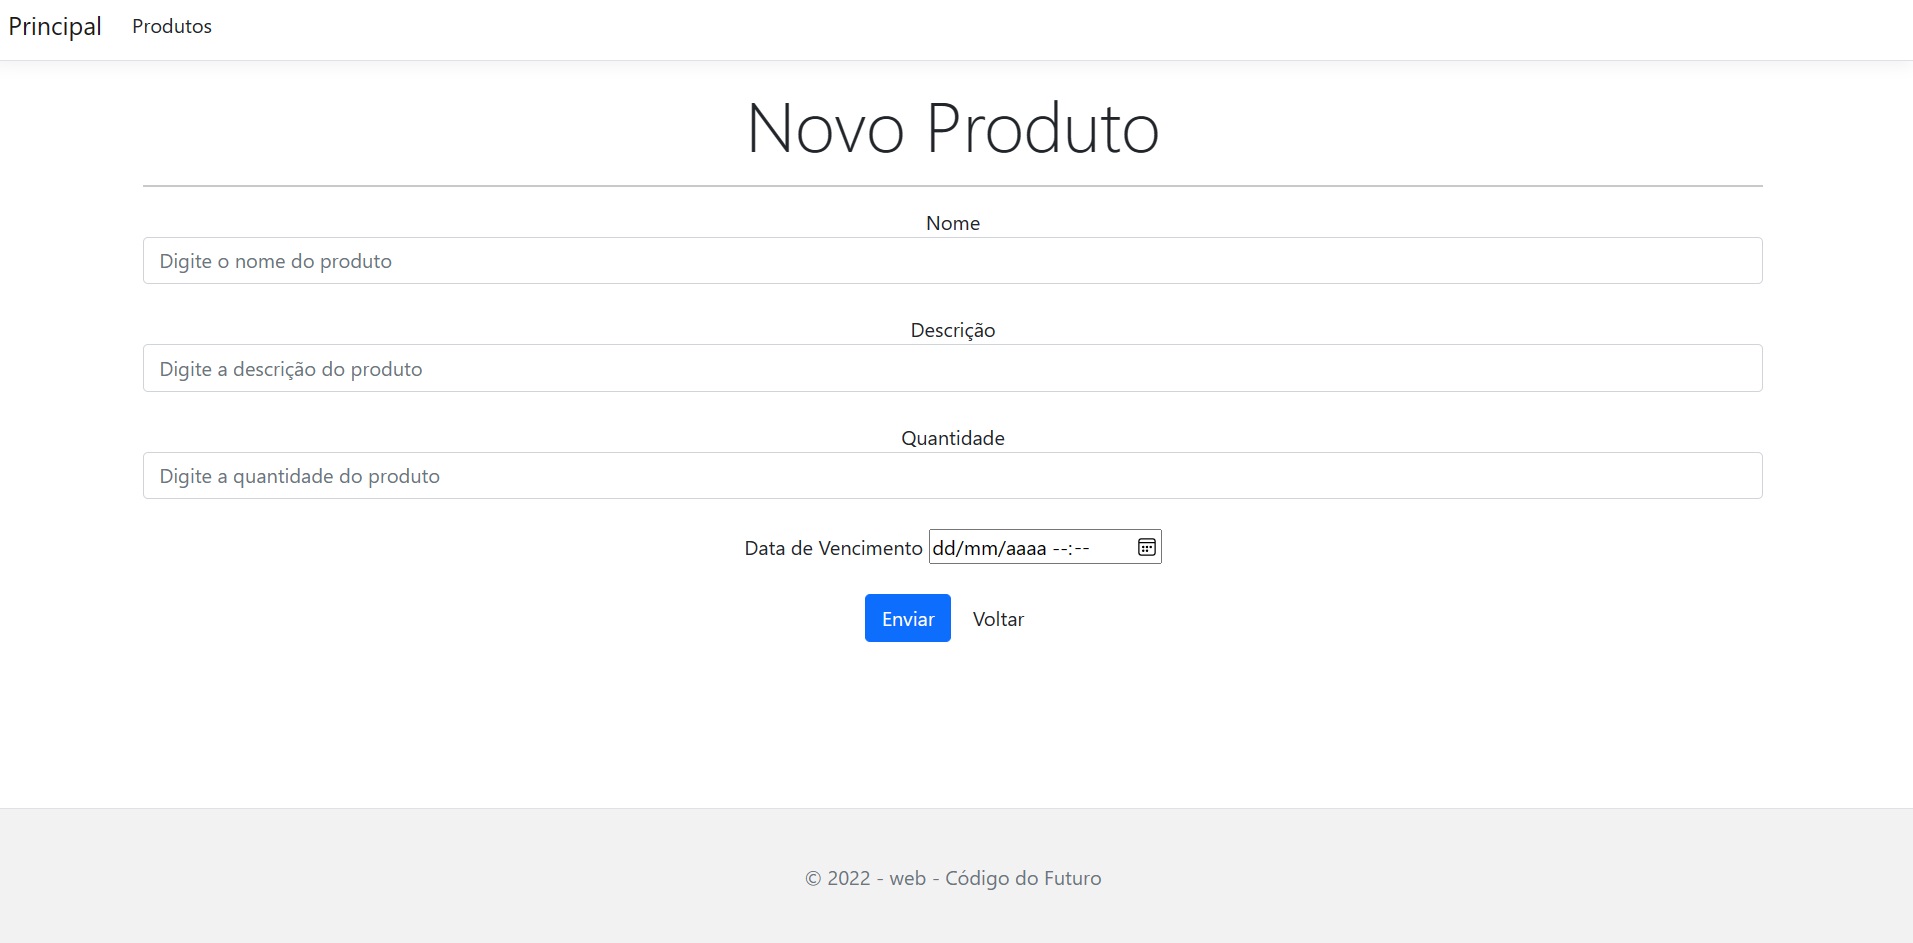 Principal Produtos
Novo Produto
Nome
Digite o nome do produto
Descrição
Digite a descrição do produto
Quantidade
Digite a quantidade do produto
Data de Vencimento dd/mm/aaaa --:--
Enviar Voltar
© 2022 - web - Código do Futuro